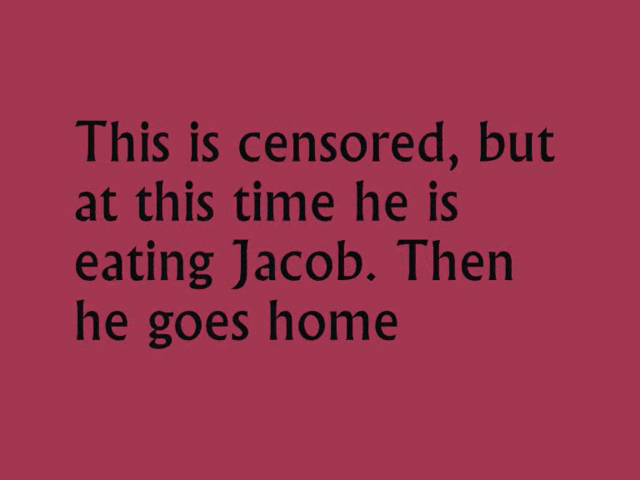 This is censored, but
at this time he is
eating Jacob. Then
he goes home